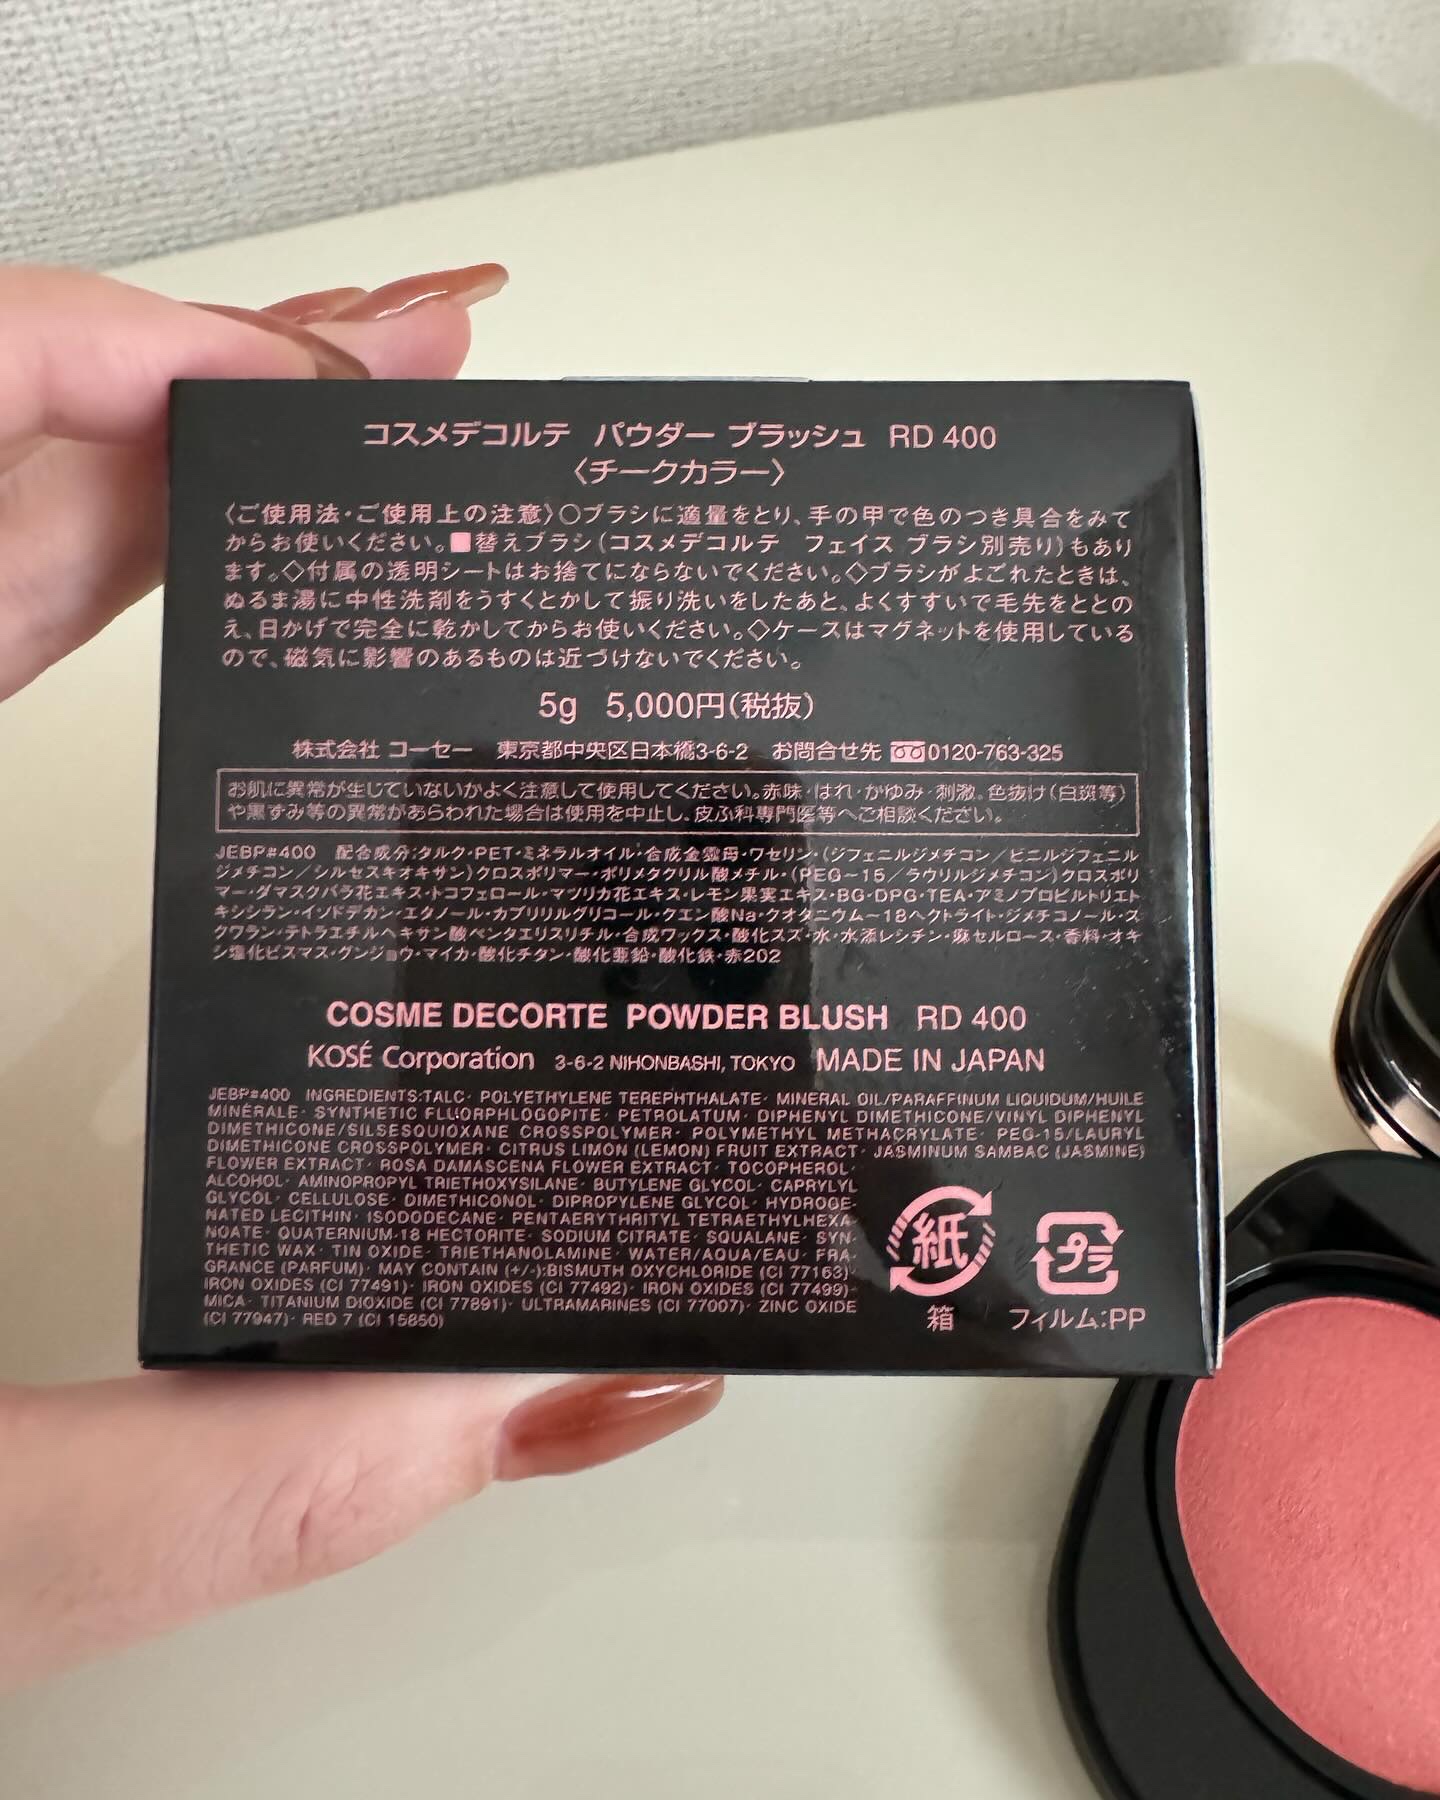 コスメデコルテ パウダー ブラッシュ RD 400
〈チークカラー〉
〈ご使用法・ご使用上の注意〉○ブラシに適量をとり、手の甲で色のつき具合をみて
からお使いください。■替えブラシ(コスメデコルテ フェイス ブラシ別売り)もあり
ます。◇付属の透明シートはお捨てにならないでください。◇ブラシがよごれたときは、
ぬるま湯に中性洗剤をうすくとかして振り洗いをしたあと、よくすすいで毛先をととの
え、日かげで完全に乾かしてからお使いください。◇ケースはマグネットを使用している
ので、磁気に影響のあるものは近づけないでください。
5g 5,000円(税抜)
株式会社 コーセー 東京都中央区日本橋3-6-2 お問合せ先 0120-763-325
お肌に異常が生じていないかよく注意して使用してください。赤味・はれ・かゆみ・刺激、色抜け(白斑等)
や黒ずみ等の異常があらわれた場合は使用を中止し、皮ふ科専門医等へご相談ください。
JEBP#400 配合成分:タルク・PET・ミネラルオイル・合成金雲母・ワセリン・(ジフェニルジメチコン/ビニルジフェニル
ジメチコン/シルセスキオキサン)クロスポリマー・ポリメタクリル酸メチル・(PEG-15/ラウリルジメチコン)クロスポリ
マー・ダマスクバラ花エキス・トコフェロール・マツリカ花エキス・レモン果実エキス・BG・DPG・TEA・アミノプロピルトリエト
キシシラン・イソドデカン・エタノール・カプリリルグリコール・クエン酸Na・クオタニウム-18ヘクトライト・ジメチコノール・ス
クワラン・テトラエチルヘキサン酸ペンタエリスリチル・合成ワックス・酸化スズ・水・水添レシチン・セルロース・香料・オキ
シ塩化ビスマス・グンジョウ・マイカ・酸化チタン・酸化亜鉛・酸化鉄・赤202
COSME DECORTE POWDER BLUSH RD 400
KOSÉ Corporation 3-6-2 NIHONBASHI, TOKYO MADE IN JAPAN
JEBP#400 INGREDIENTS:TALC· POLYETHYLENE TEREPHTHALATE· MINERAL OIL/PARAFFINUM LIQUIDUM/HUILE
MINERALE· SYNTHETIC FLUORPHLOGOPITE· PETROLATUM· DIPHENYL DIMETHICONE/VINYL DIPHENYL
DIMETHICONE/SILSESQUIOXANE CROSSPOLYMER· POLYMETHYL METHACRYLATE· PEG-15/LAURYL
DIMETHICONE CROSSPOLYMER· CITRUS LIMON (LEMON) FRUIT EXTRACT· JASMINUM SAMBAC (JASMINE)
FLOWER EXTRACT· ROSA DAMASCENA FLOWER EXTRACT· TOCOPHEROL·
ALCOHOL· AMINOPROPYL TRIETHOXYSILANE· BUTYLENE GLYCOL· CAPRYLYL
GLYCOL· CELLULOSE· DIMETHICONOL· DIPROPYLENE GLYCOL· HYDROGE-
NATED LECITHIN· ISODODECANE· PENTAERYTHRITYL TETRAETHYLHEXA-
NOATE· QUATERNIUM-18 HECTORITE· SODIUM CITRATE· SQUALANE· SYN-
THETIC WAX· TIN OXIDE· TRIETHANOLAMINE· WATER/AQUA/EAU· FRA-
GRANCE (PARFUM)· MAY CONTAIN (+/-):BISMUTH OXYCHLORIDE (CI 77163)·
IRON OXIDES (CI 77491)· IRON OXIDES (CI 77492)· IRON OXIDES (CI 77499)·
MICA· TITANIUM DIOXIDE (CI 77891)· ULTRAMARINES (CI 77007)· ZINC OXIDE
(CI 77947)· RED 7 (CI 15850)
紙
箱
プラ
フィルム:PP